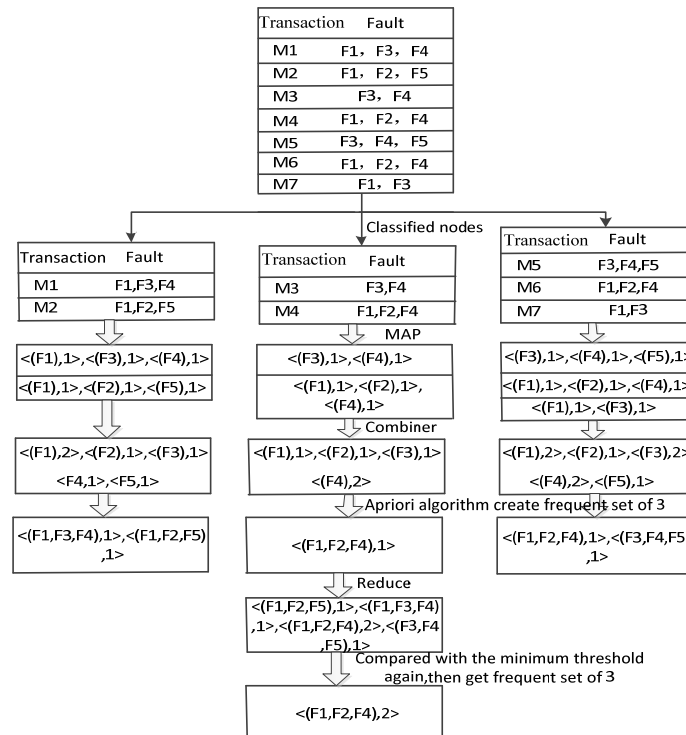 Transaction Fault
M1 F1, F3, F4
M2 F1, F2, F5
M3 F3, F4
M4 F1, F2, F4
M5 F3, F4, F5
M6 F1, F2, F4
M7 F1, F3
Classified nodes
Transaction Fault
M1 F1,F3,F4
M2 F1,F2,F5
Transaction Fault
M3 F3,F4
M4 F1,F2,F4
Transaction Fault
M5 F3,F4,F5
M6 F1,F2,F4
M7 F1,F3
MAP
<(F1),1>,<(F3),1>,<(F4),1>
<(F1),1>,<(F2),1>,<(F5),1>
<(F3),1>,<(F4),1>
<(F1),1>,<(F2),1>,
<(F4),1>
<(F3),1>,<(F4),1>,<(F5),1>
<(F1),1>,<(F2),1>,<(F4),1>
<(F1),1>,<(F3),1>
Combiner
<(F1),2>,<(F2),1>,<(F3),1>
<F4,1>,<F5,1>
<(F1),1>,<(F2),1>,<(F3),1>
<(F4),2>
<(F1),2>,<(F2),1>,<(F3),2>
<(F4),2>,<(F5),1>
Apriori algorithm create frequent set of 3
<(F1,F3,F4),1>,<(F1,F2,F5)
,1>
<(F1,F2,F4),1>
<(F1,F2,F4),1>,<(F3,F4,F5
,1>
Reduce
<(F1,F2,F5),1>,<(F1,F3,F4)
,1>,<(F1,F2,F4),2>,<(F3,F4
,F5),1>
Compared with the minimum threshold
again,then get frequent set of 3
<(F1,F2,F4),2>